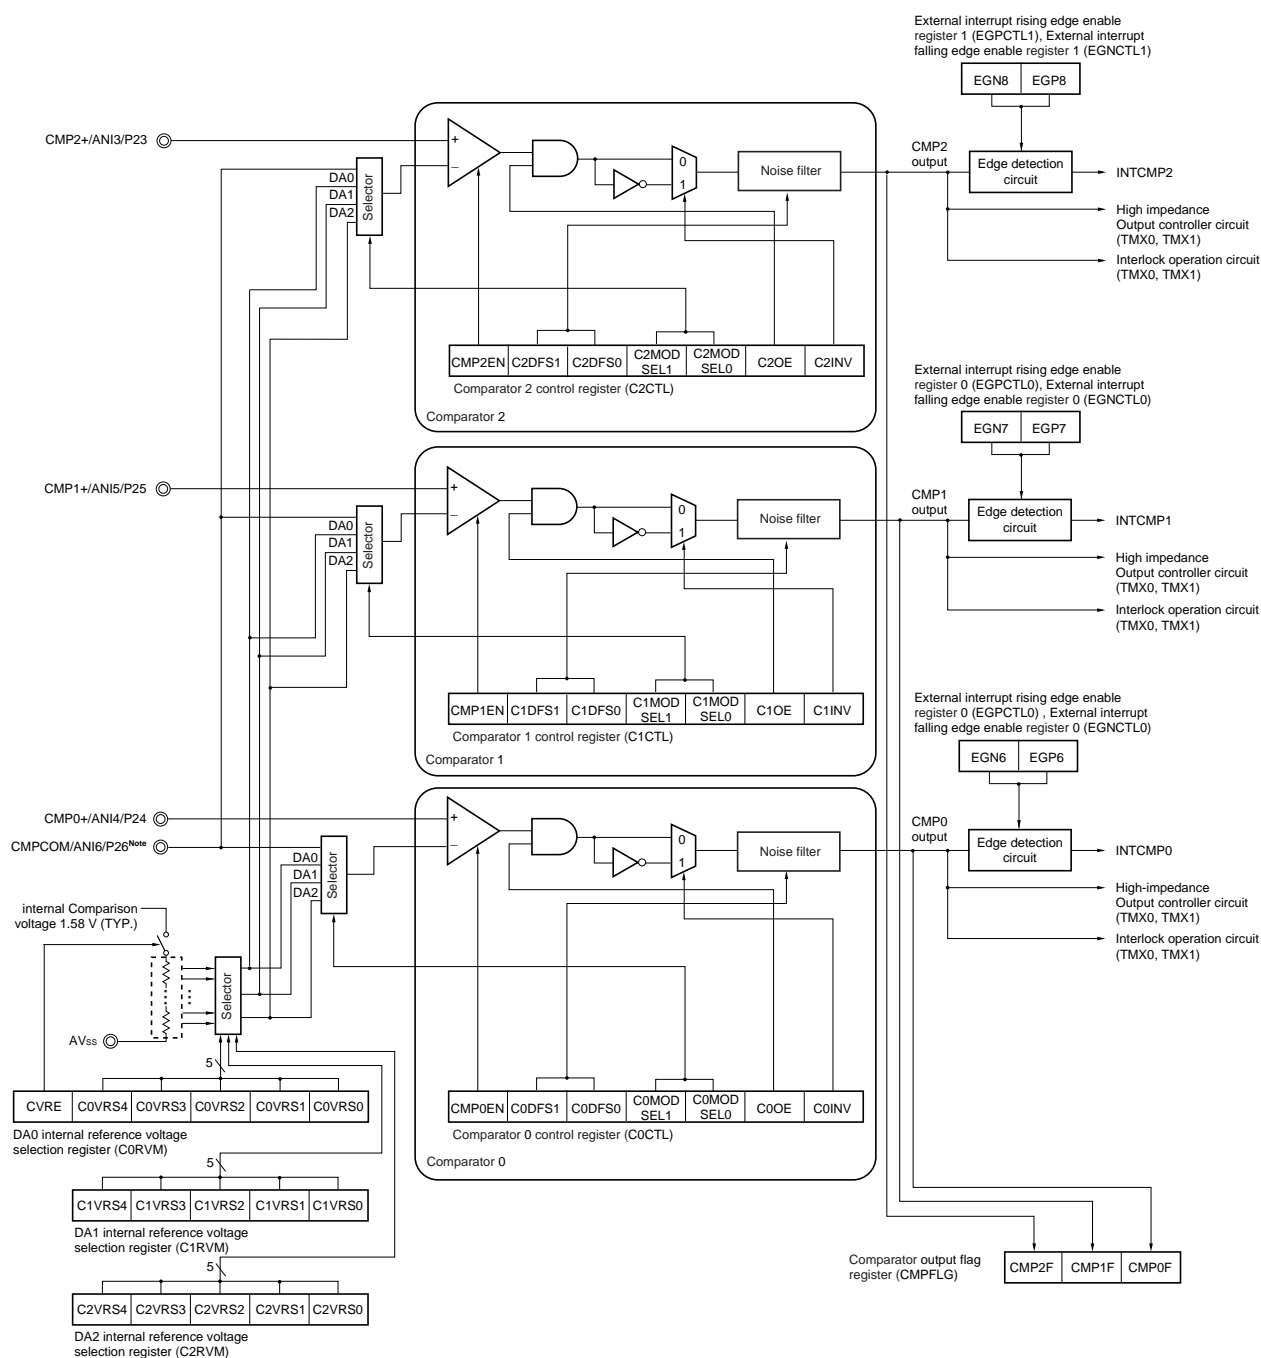 External interrupt rising edge enable
register 1 (EGPCTL1), External interrupt
falling edge enable register 1 (EGNCTL1)
EGN8 EGP8
CMP2+/ANI3/P23
+
−
DA0
DA1
DA2
Selector
0
1
Noise filter
CMP2
output
Edge detection
circuit
INTCMP2
High impedance
Output controller circuit
(TMX0, TMX1)
Interlock operation circuit
(TMX0, TMX1)
CMP2EN C2DFS1 C2DFS0 C2MOD SEL1 C2MOD SEL0 C2OE C2INV
Comparator 2 control register (C2CTL)
Comparator 2
External interrupt rising edge enable
register 0 (EGPCTL0), External interrupt
falling edge enable register 0 (EGNCTL0)
EGN7 EGP7
CMP1+/ANI5/P25
+
−
DA0
DA1
DA2
Selector
0
1
Noise filter
CMP1
output
Edge detection
circuit
INTCMP1
High impedance
Output controller circuit
(TMX0, TMX1)
Interlock operation circuit
(TMX0, TMX1)
CMP1EN C1DFS1 C1DFS0 C1MOD SEL1 C1MOD SEL0 C1OE C1INV
Comparator 1 control register (C1CTL)
Comparator 1
External interrupt rising edge enable
register 0 (EGPCTL0) , External interrupt
falling edge enable register 0 (EGNCTL0)
EGN6 EGP6
CMP0+/ANI4/P24
CMPCOM/ANI6/P26Note
+
−
DA0
DA1
DA2
Selector
0
1
Noise filter
CMP0
output
Edge detection
circuit
INTCMP0
High-impedance
Output controller circuit
(TMX0, TMX1)
Interlock operation circuit
(TMX0, TMX1)
internal Comparison
voltage 1.58 V (TYP.)
Selector
AVSS
5
CVRE C0VRS4 C0VRS3 C0VRS2 C0VRS1 C0VRS0
DA0 internal reference voltage
selection register (C0RVM)
CMP0EN C0DFS1 C0DFS0 C0MOD SEL1 C0MOD SEL0 C0OE C0INV
Comparator 0 control register (C0CTL)
Comparator 0
5
C1VRS4 C1VRS3 C1VRS2 C1VRS1 C1VRS0
DA1 internal reference voltage
selection register (C1RVM)
5
C2VRS4 C2VRS3 C2VRS2 C2VRS1 C2VRS0
DA2 internal reference voltage
selection register (C2RVM)
Comparator output flag
register (CMPFLG)
CMP2F CMP1F CMP0F